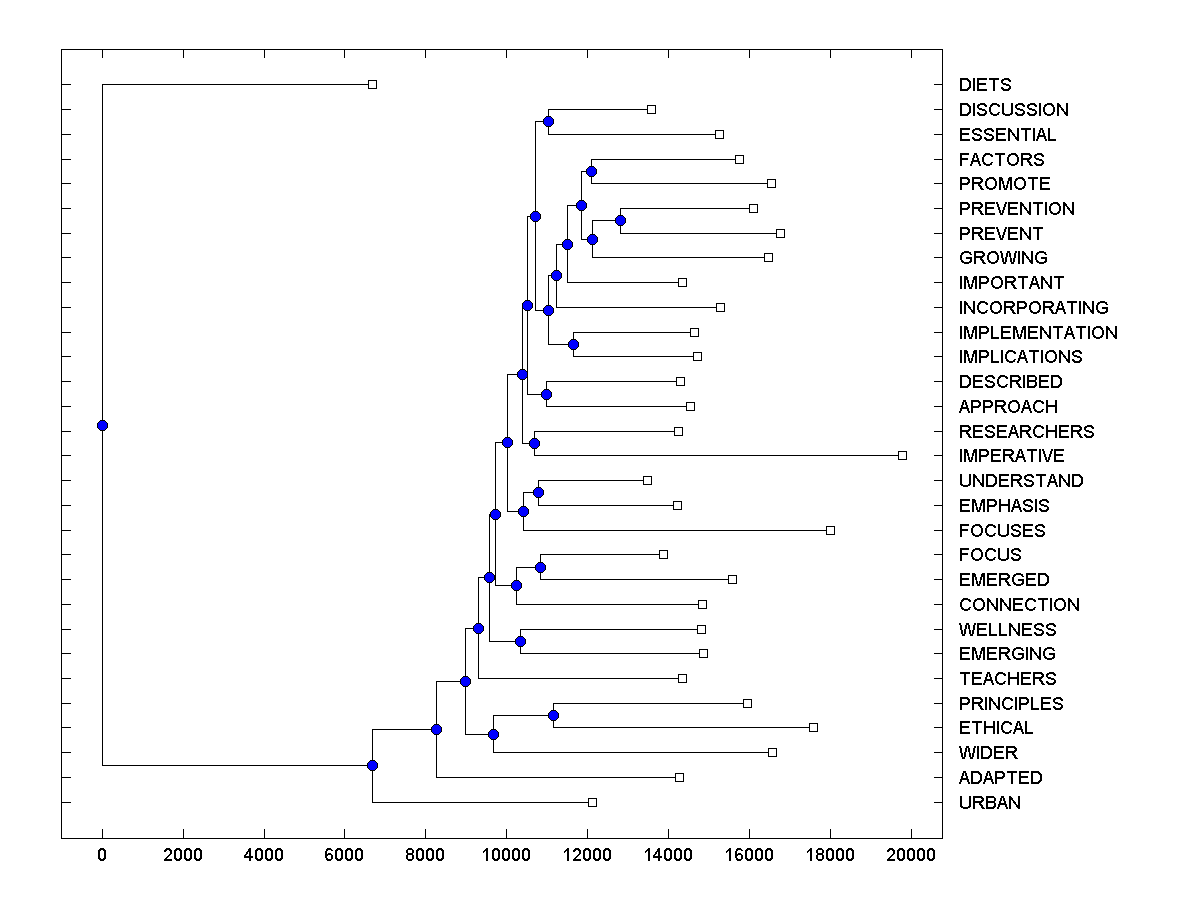 DIETS
DISCUSSION
ESSENTIAL
FACTORS
PROMOTE
PREVENTION
PREVENT
GROWING
IMPORTANT
INCORPORATING
IMPLEMENTATION
IMPLICATIONS
DESCRIBED
APPROACH
RESEARCHERS
IMPERATIVE
UNDERSTAND
EMPHASIS
FOCUSES
FOCUS
EMERGED
CONNECTION
WELLNESS
EMERGING
TEACHERS
PRINCIPLES
ETHICAL
WIDER
ADAPTED
URBAN
0 2000 4000 6000 8000 10000 12000 14000 16000 18000 20000